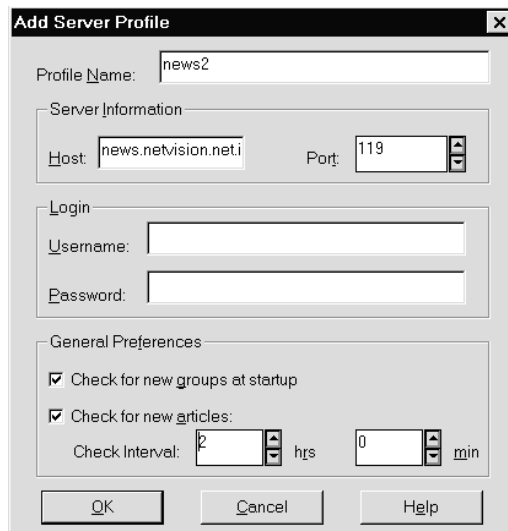 Add Server Profile
Profile Name: news2
Server Information
Host: news.netvision.net.i Port: 119
Login
Username:
Password:
General Preferences
Check for new groups at startup
Check for new articles:
Check Interval: 2 hrs 0 min
OK Cancel Help